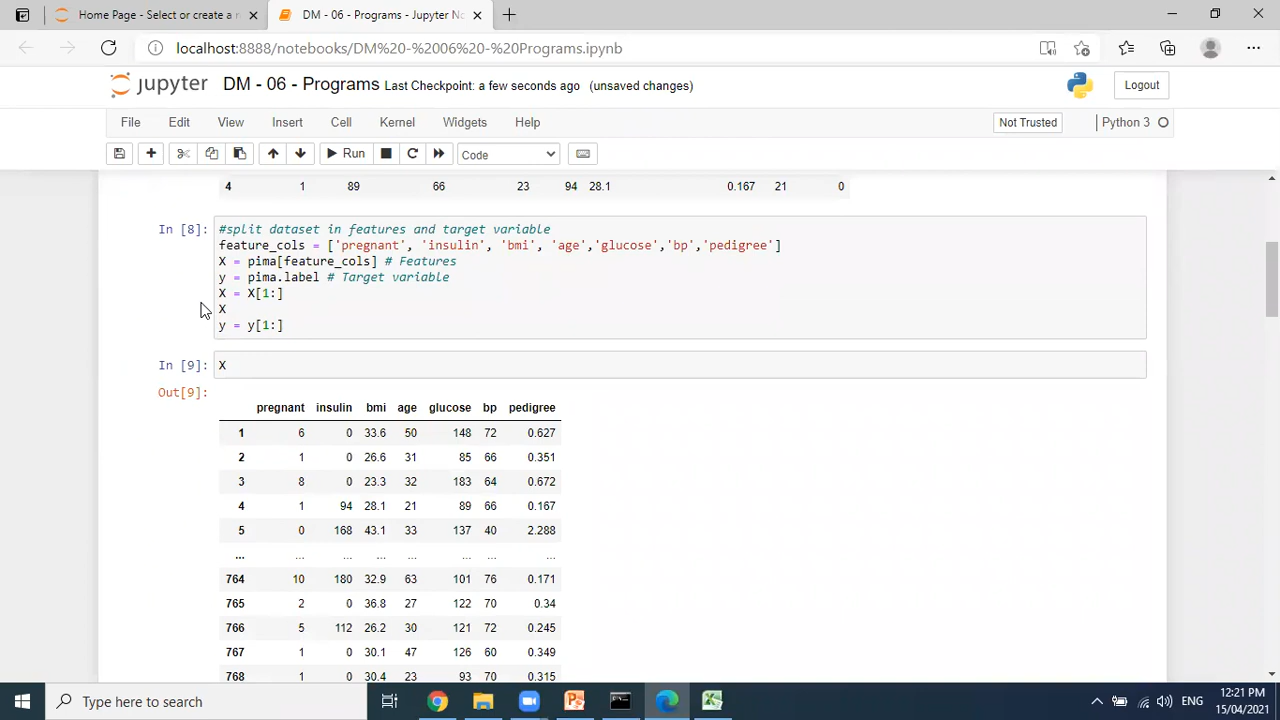 Home Page - Select or create a n
DM - 06 - Programs - Jupyter No
localhost:8888/notebooks/DM%20-%2006%20-%20Programs.ipynb
jupyter DM - 06 - Programs Last Checkpoint: a few seconds ago (unsaved changes) Logout
File Edit View Insert Cell Kernel Widgets Help Not Trusted Python 3
Run Code
4 1 89 66 23 94 28.1 0.167 21 0
In [8]: #split dataset in features and target variable
feature_cols = ['pregnant', 'insulin', 'bmi', 'age','glucose','bp','pedigree']
X = pima[feature_cols] # Features
y = pima.label # Target variable
X = X[1:]
X
y = y[1:]
In [9]: X
Out[9]:
pregnant insulin bmi age glucose bp pedigree
1 6 0 33.6 50 148 72 0.627
2 1 0 26.6 31 85 66 0.351
3 8 0 23.3 32 183 64 0.672
4 1 94 28.1 21 89 66 0.167
5 0 168 43.1 33 137 40 2.288
... ... ... ... ... ... ... ...
764 10 180 32.9 63 101 76 0.171
765 2 0 36.8 27 122 70 0.34
766 5 112 26.2 30 121 72 0.245
767 1 0 30.1 47 126 60 0.349
768 1 0 30.4 23 93 70 0.315
Type here to search
ENG
12:21 PM
15/04/2021